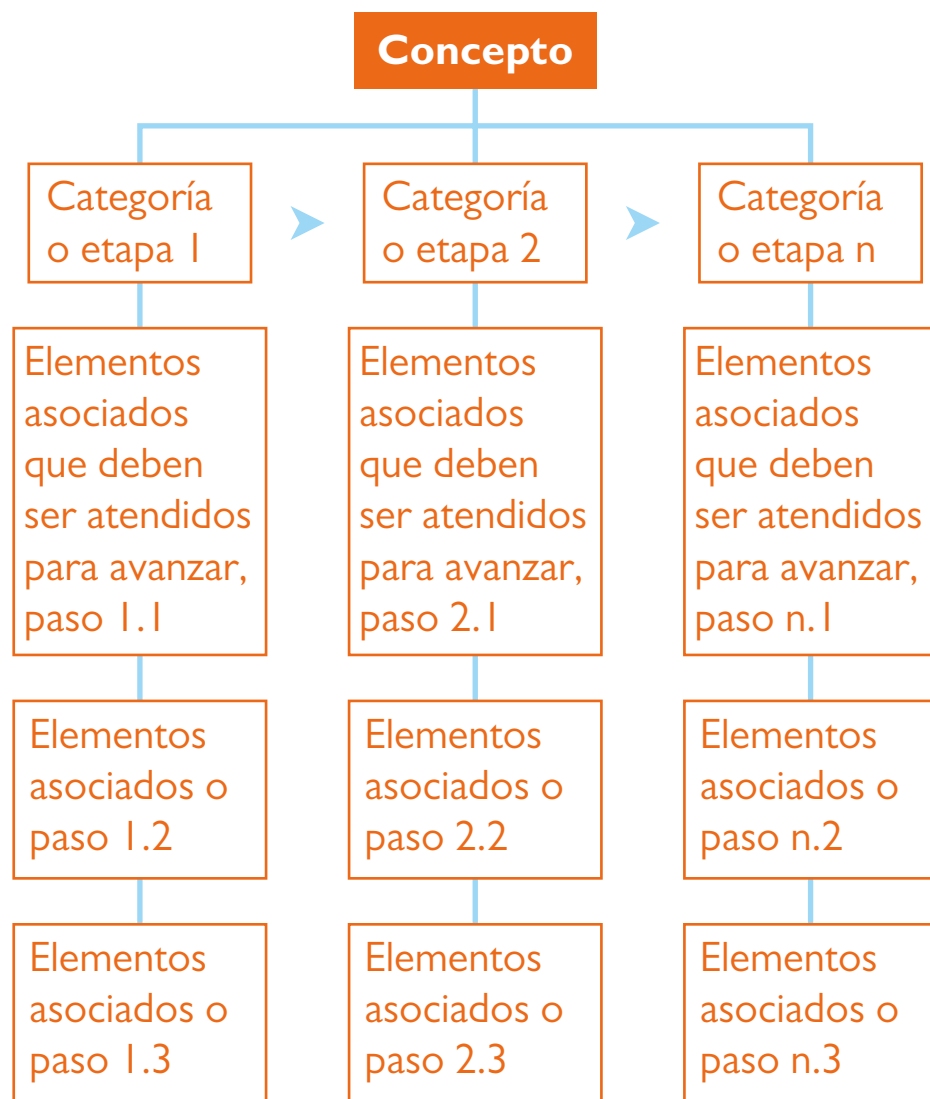 Concepto
Categoría
o etapa 1
Categoría
o etapa 2
Categoría
o etapa n
Elementos
asociados
que deben
ser atendidos
para avanzar,
paso 1.1
Elementos
asociados
que deben
ser atendidos
para avanzar,
paso 2.1
Elementos
asociados
que deben
ser atendidos
para avanzar,
paso n.1
Elementos
asociados o
paso 1.2
Elementos
asociados o
paso 2.2
Elementos
asociados o
paso n.2
Elementos
asociados o
paso 1.3
Elementos
asociados o
paso 2.3
Elementos
asociados o
paso n.3